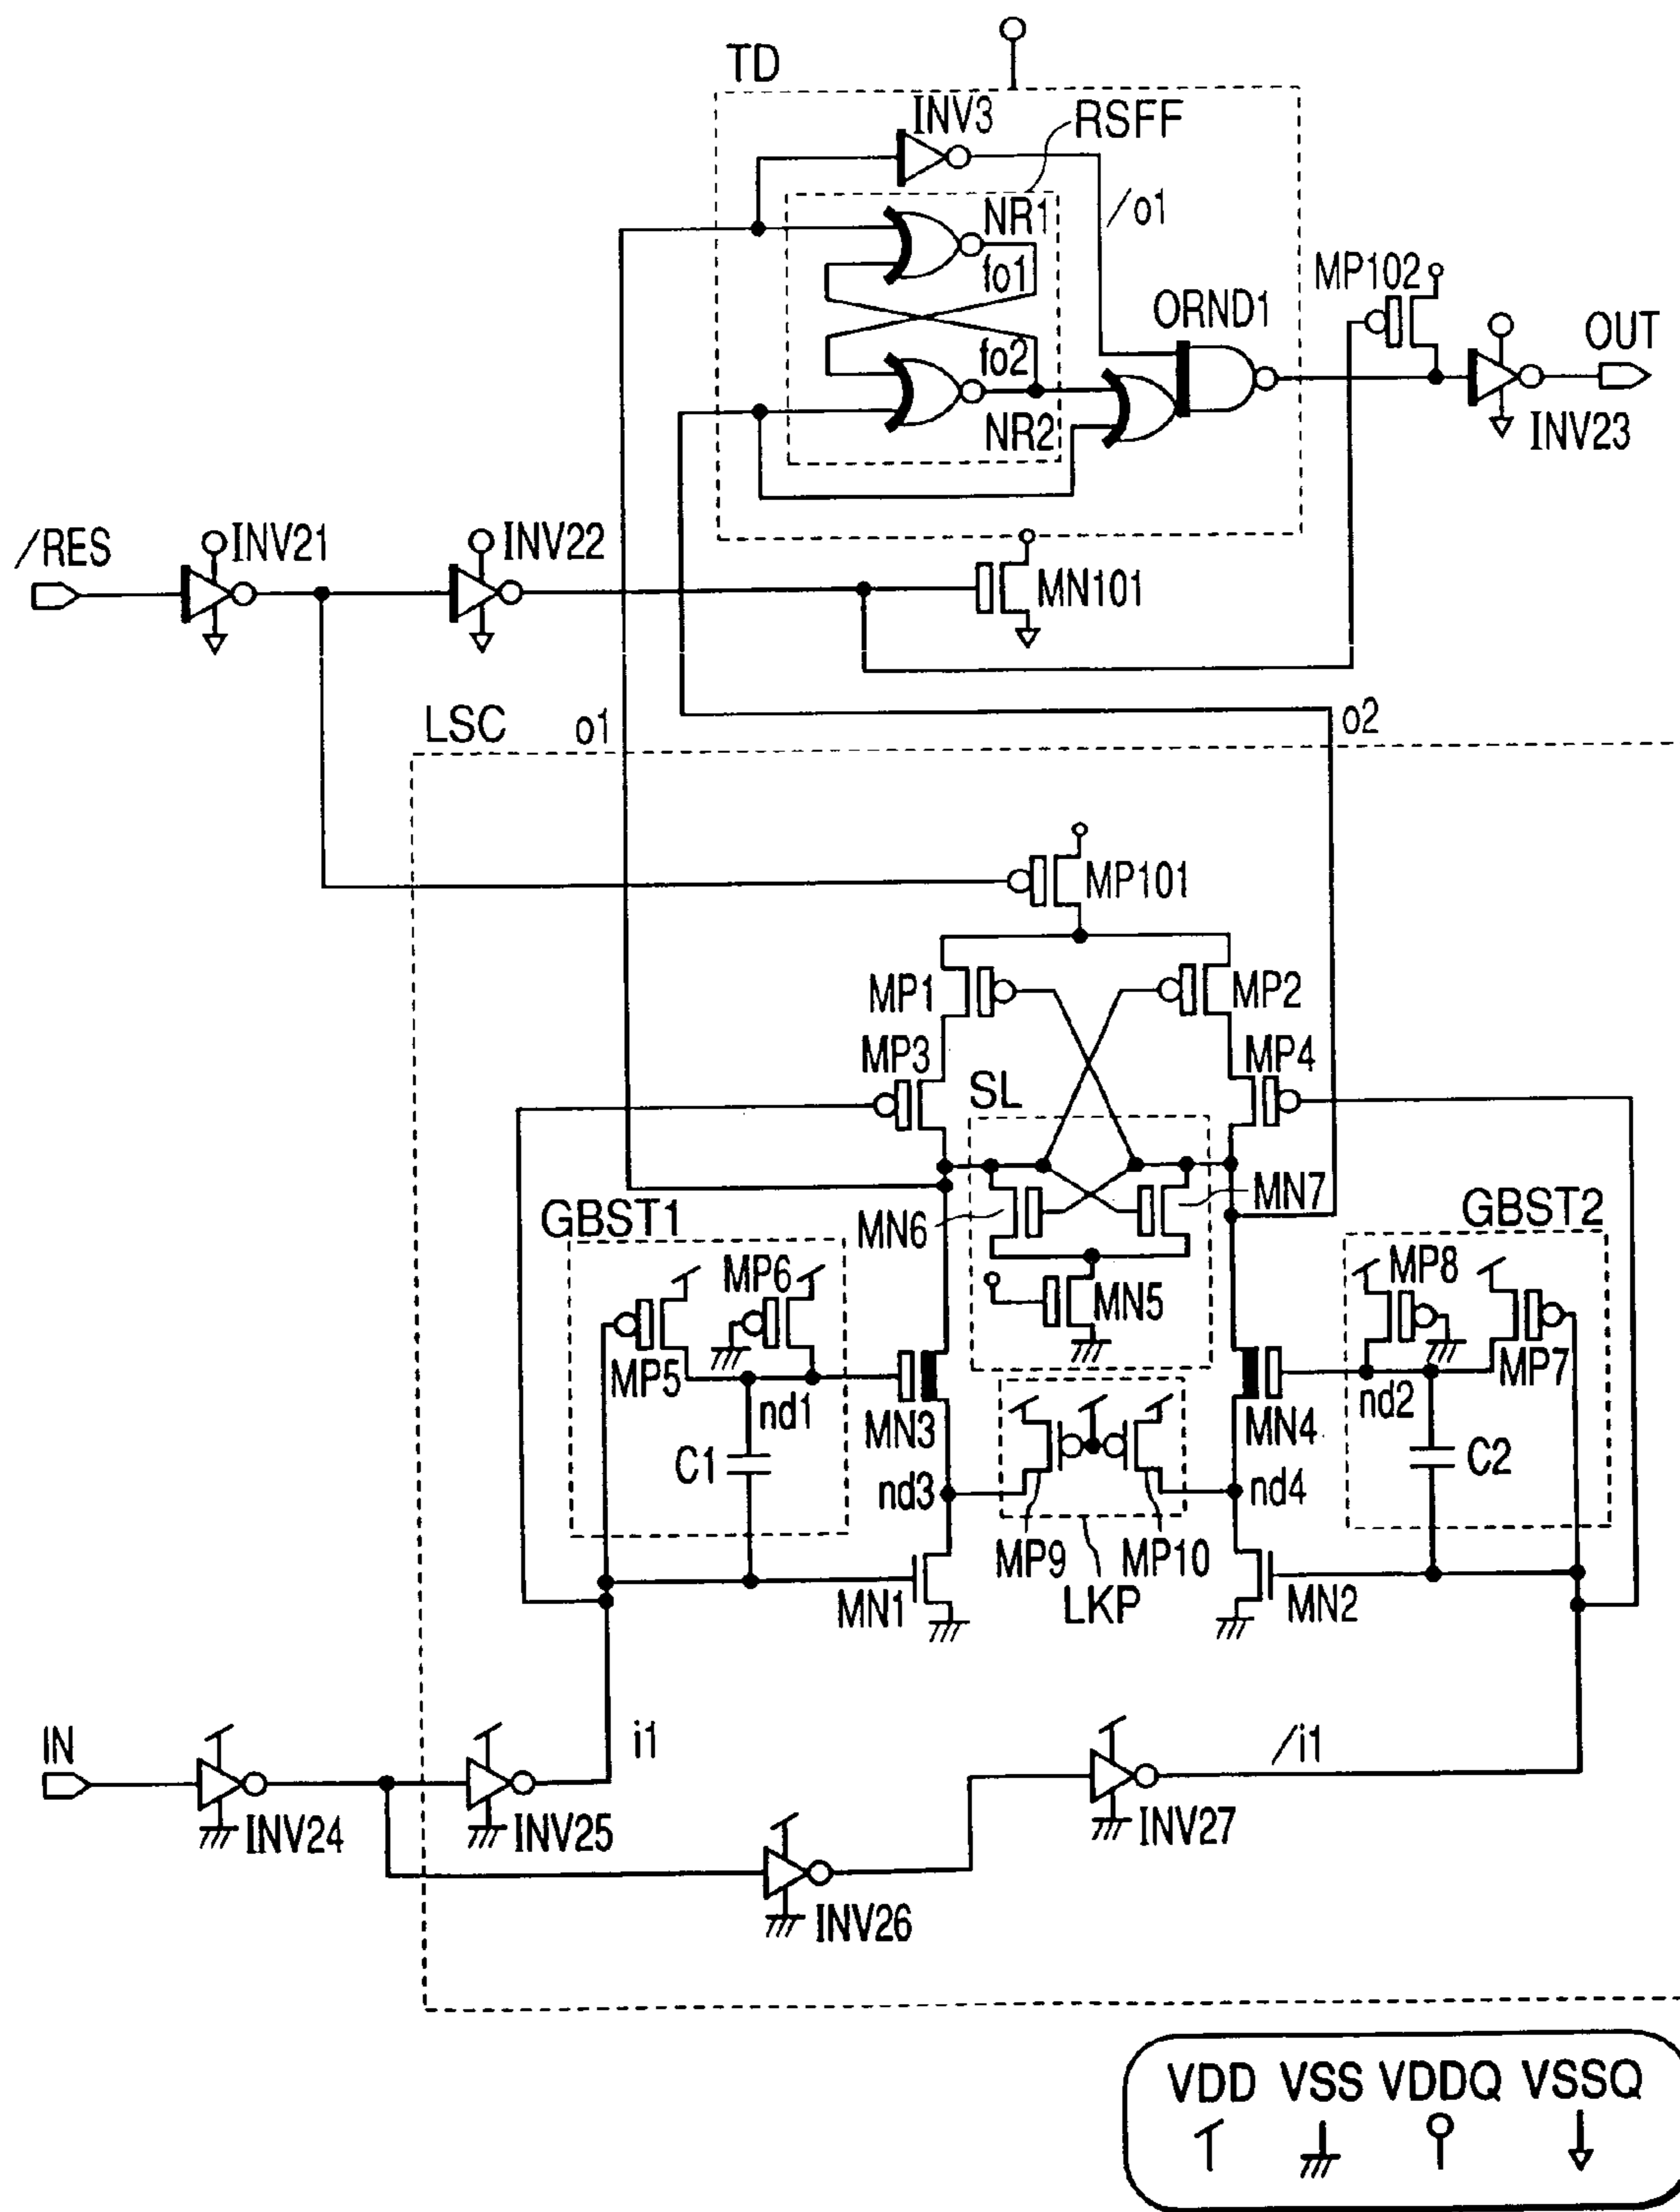 TD
INV3
RSFF
NR1
/o1
fo1
MP102
ORND1
OUT
fo2
NR2
INV23
/RES
INV21
INV22
MN101
LSC
o1
o2
MP101
MP1
MP2
MP3
MP4
SL
GBST1
MN6
MN7
GBST2
MP6
MP8
MN5
MP5
nd1
MP7
nd2
MN3
MN4
C1
C2
nd3
nd4
MP9
MP10
MN1
LKP
MN2
IN
i1
/i1
INV24
INV25
INV27
INV26
VDD VSS VDDQ VSSQ